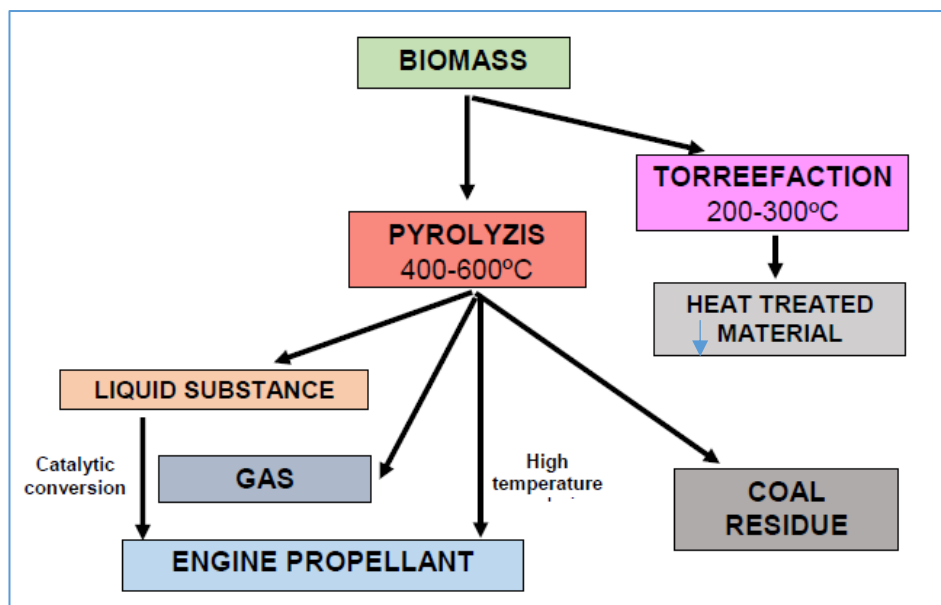 BIOMASS
TORREEFACTION
200-300ºC
PYROLYZIS
400-600ºC
HEAT TREATED
MATERIAL
LIQUID SUBSTANCE
Catalytic
conversion
GAS
High
temperature
COAL
RESIDUE
ENGINE PROPELLANT